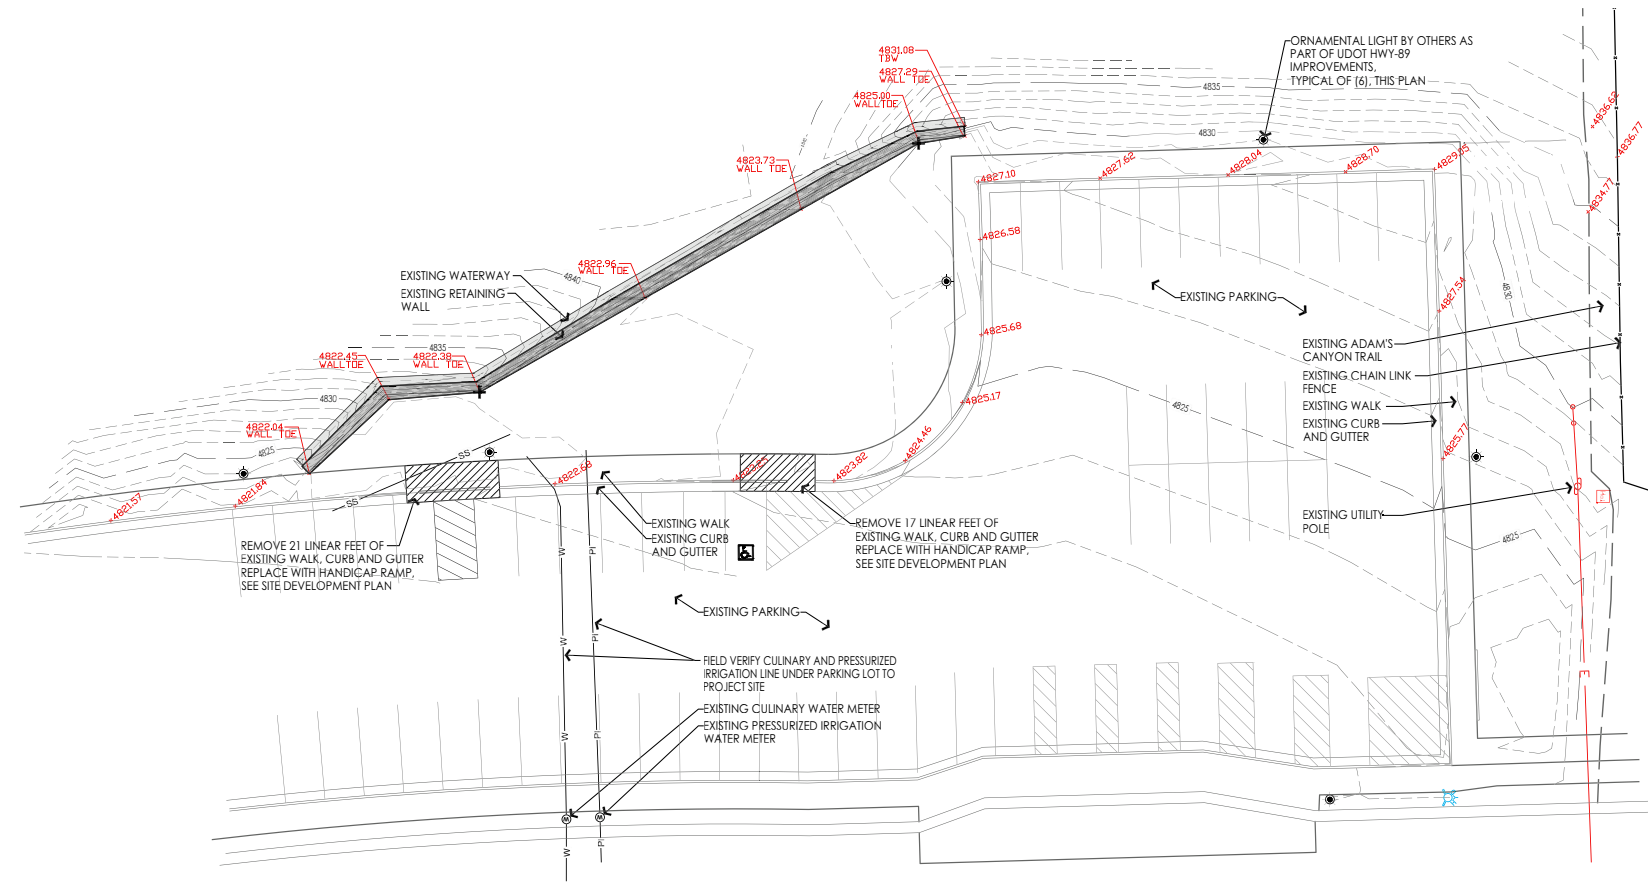 4831.08
TBW
4827.29
WALL TOE
4825.00
WALLTOE
ORNAMENTAL LIGHT BY OTHERS AS
PART OF UDOT HWY-89
IMPROVEMENTS,
TYPICAL OF (6), THIS PLAN
4835
4830
+4836.62
+4836.77
+4834.77
4823.73
WALL TOE
+4827.10
+4827.62
+4828.04
+4828.70
+4829.05
+4826.58
4822.96
WALL TOE
4840
EXISTING WATERWAY
EXISTING RETAINING
WALL
EXISTING PARKING
+4827.54
4830
+4825.68
4835
4822.45
WALLTOE
4822.38
WALL TOE
EXISTING ADAM'S
CANYON TRAIL
EXISTING CHAIN LINK
FENCE
EXISTING WALK
EXISTING CURB
AND GUTTER
4830
+4825.17
4825
4822.04
WALL TOE
4825
SS
SS
+4824.46
+4825.77
+4821.57
+4821.84
+4822.68
+4823.82
EXISTING WALK
EXISTING CURB
AND GUTTER
REMOVE 17 LINEAR FEET OF
EXISTING WALK, CURB AND GUTTER
REPLACE WITH HANDICAP RAMP,
SEE SITE DEVELOPMENT PLAN
EXISTING UTILITY
POLE
4825
REMOVE 21 LINEAR FEET OF
EXISTING WALK, CURB AND GUTTER
REPLACE WITH HANDICAP RAMP,
SEE SITE DEVELOPMENT PLAN
W
PI
EXISTING PARKING
W
PI
FIELD VERIFY CULINARY AND PRESSURIZED
IRRIGATION LINE UNDER PARKING LOT TO
PROJECT SITE
E
EXISTING CULINARY WATER METER
EXISTING PRESSURIZED IRRIGATION
WATER METER
W
PI
M
M
W
PI